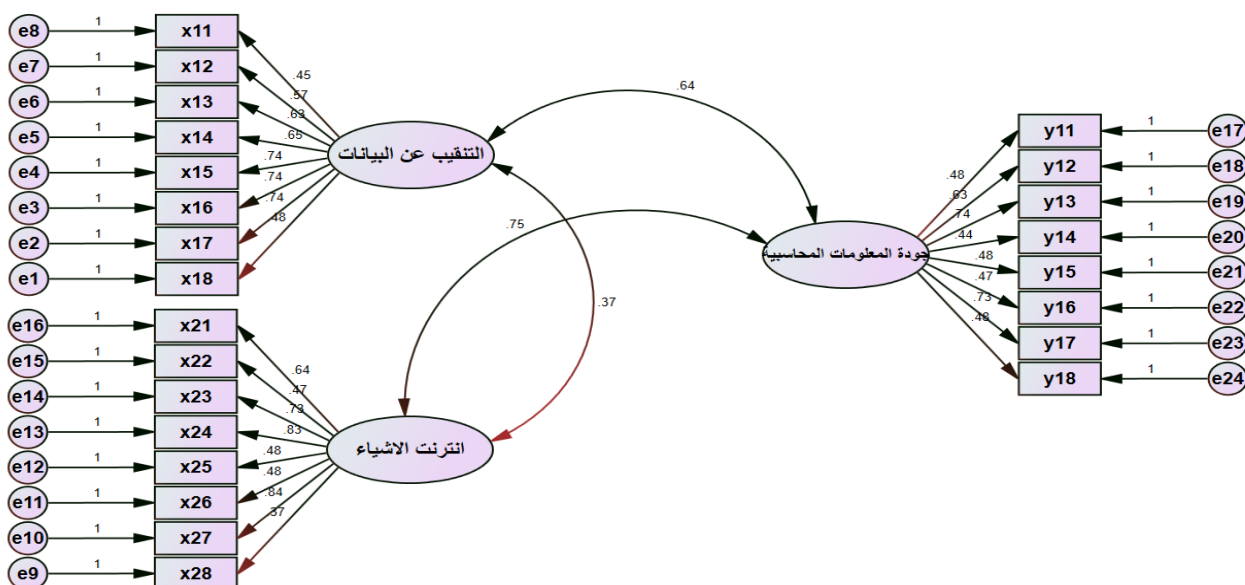 e8 1 x11
e7 1 x12
e6 1 x13
e5 1 x14
e4 1 x15
e3 1 x16
e2 1 x17
e1 1 x18
.45
.57
.63
.65
.74
.74
.74
.48
التنقيب عن البيانات
.64
.75
.37
e16 1 x21
e15 1 x22
e14 1 x23
e13 1 x24
e12 1 x25
e11 1 x26
e10 1 x27
e9 1 x28
.64
.47
.73
.83
.48
.48
.84
.37
انترنت الاشياء
جودة المعلومات المحاسبية
.48
.63
.74
.44
.48
.47
.73
.48
y11 1 e17
y12 1 e18
y13 1 e19
y14 1 e20
y15 1 e21
y16 1 e22
y17 1 e23
y18 1 e24